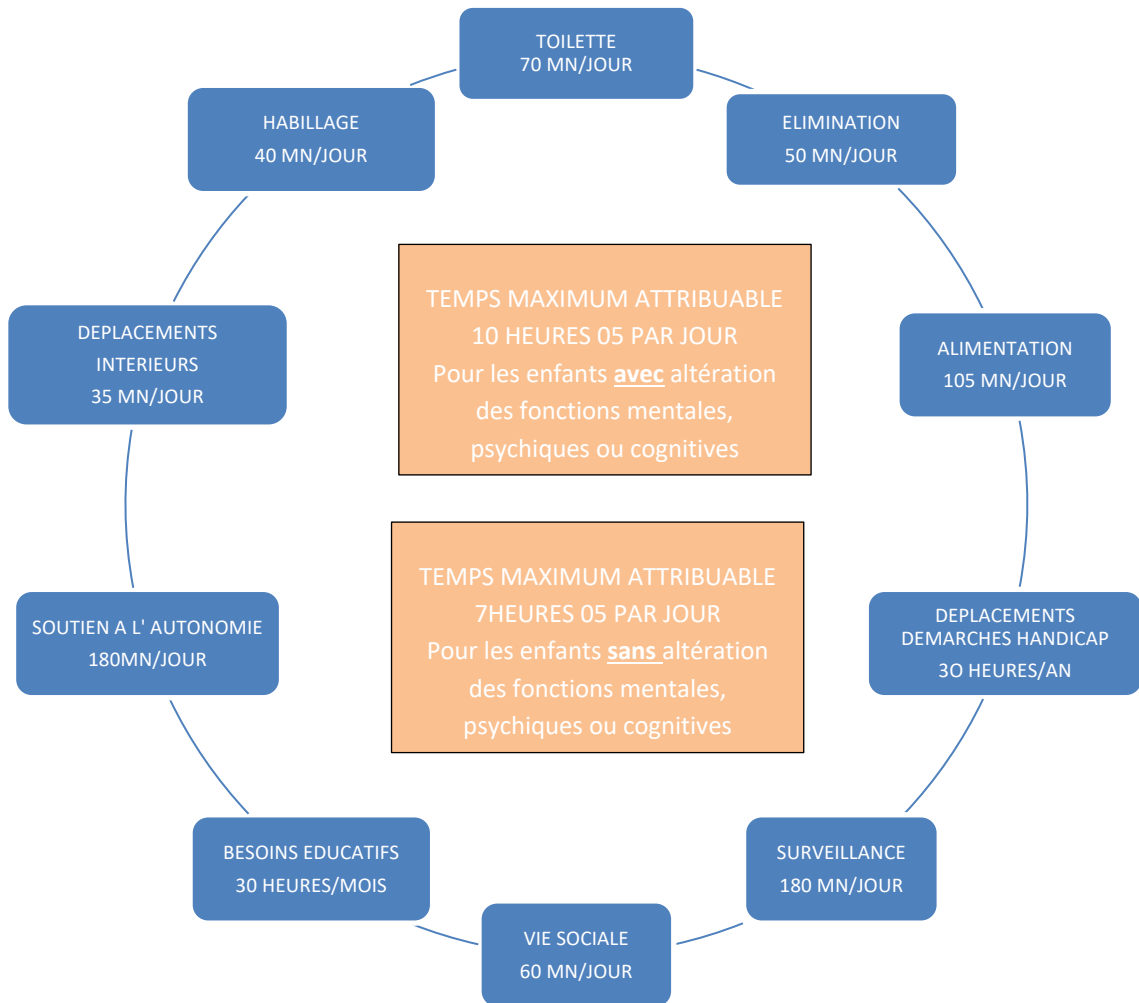 TOILETTE
70 MN/JOUR
ELIMINATION
50 MN/JOUR
ALIMENTATION
105 MN/JOUR
DEPLACEMENTS
DEMARCHES HANDICAP
3O HEURES/AN
SURVEILLANCE
180 MN/JOUR
VIE SOCIALE
60 MN/JOUR
BESOINS EDUCATIFS
30 HEURES/MOIS
SOUTIEN A L' AUTONOMIE
180MN/JOUR
DEPLACEMENTS
INTERIEURS
35 MN/JOUR
HABILLAGE
40 MN/JOUR
TEMPS MAXIMUM ATTRIBUABLE
10 HEURES 05 PAR JOUR
Pour les enfants avec altération
des fonctions mentales,
psychiques ou cognitives
TEMPS MAXIMUM ATTRIBUABLE
7HEURES 05 PAR JOUR
Pour les enfants sans altération
des fonctions mentales,
psychiques ou cognitives